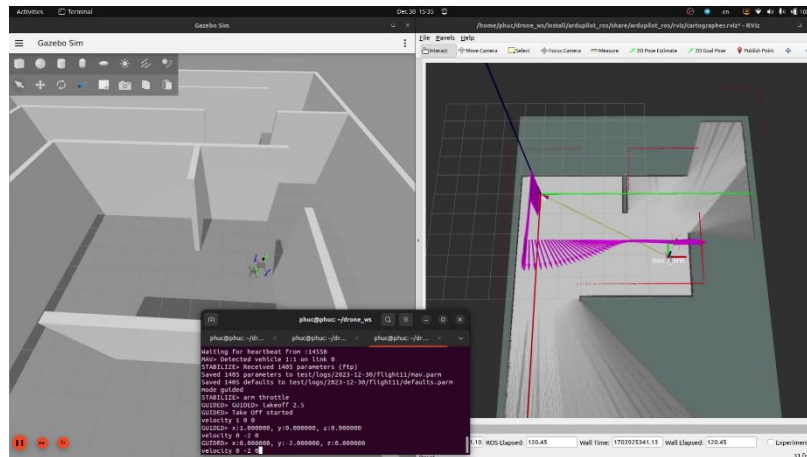 Activities Terminal Dec 30 15:35 en
Gazebo Sim
Gazebo Sim
/home/phuc/drone_ws/install/ardupilot_ros/share/ardupilot_ros/rviz/cartographer.rviz* - RViz
File Panels Help
Interact Move Camera Select Focus Camera Measure 2D Pose Estimate 2D Goal Pose Publish Point
phuc@phuc: ~/drone_ws
phuc@phuc: ~/dr... phuc@phuc: ~/dr... phuc@phuc: ~/dr...
Waiting for heartbeat from :14550
MAV> Detected vehicle 1:1 on link 0
STABILIZE> Received 1405 parameters (ftp)
Saved 1405 parameters to test/logs/2023-12-30/flight11/mav.parm
Saved 1405 defaults to test/logs/2023-12-30/flight11/defaults.parm
mode guided
STABILIZE> arm throttle
GUIDED> GUIDED> takeoff 2.5
GUIDED> Take Off started
velocity 1 0 0
GUIDED> x:1.000000, y:0.000000, z:0.000000
velocity 0 -2 0
GUIDED> x:0.000000, y:-2.000000, z:0.000000
velocity 0 -2 0
ROS Elapsed: 120.45 Wall Time: 1703925341.13 Wall Elapsed: 120.45 Experiment